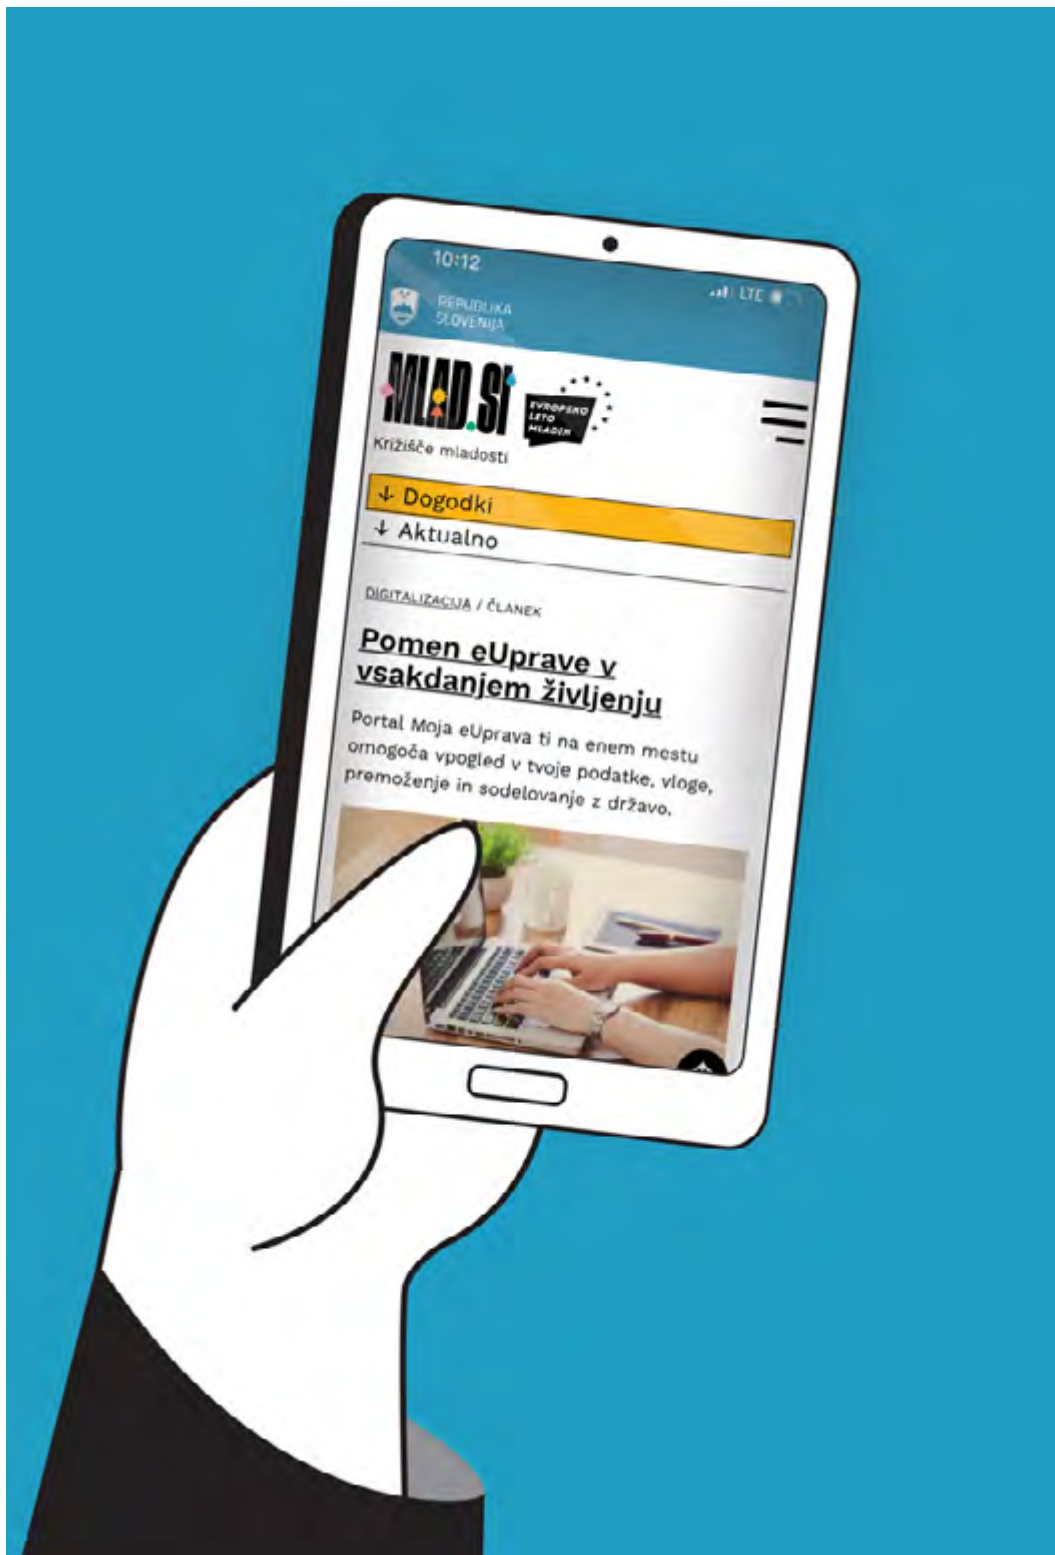 10:12
LTE
REPUBLIKA
SLOVENIJA
MLAD.SI
EVROPSKO
LETO
MLADIH
Križišče mladosti
↓ Dogodki
↓ Aktualno
DIGITALIZACIJA / ČLANEK
Pomen eUprave v
vsakdanjem življenju
Portal Moja eUprava ti na enem mestu
omogoča vpogled v tvoje podatke, vloge,
premoženje in sodelovanje z državo.